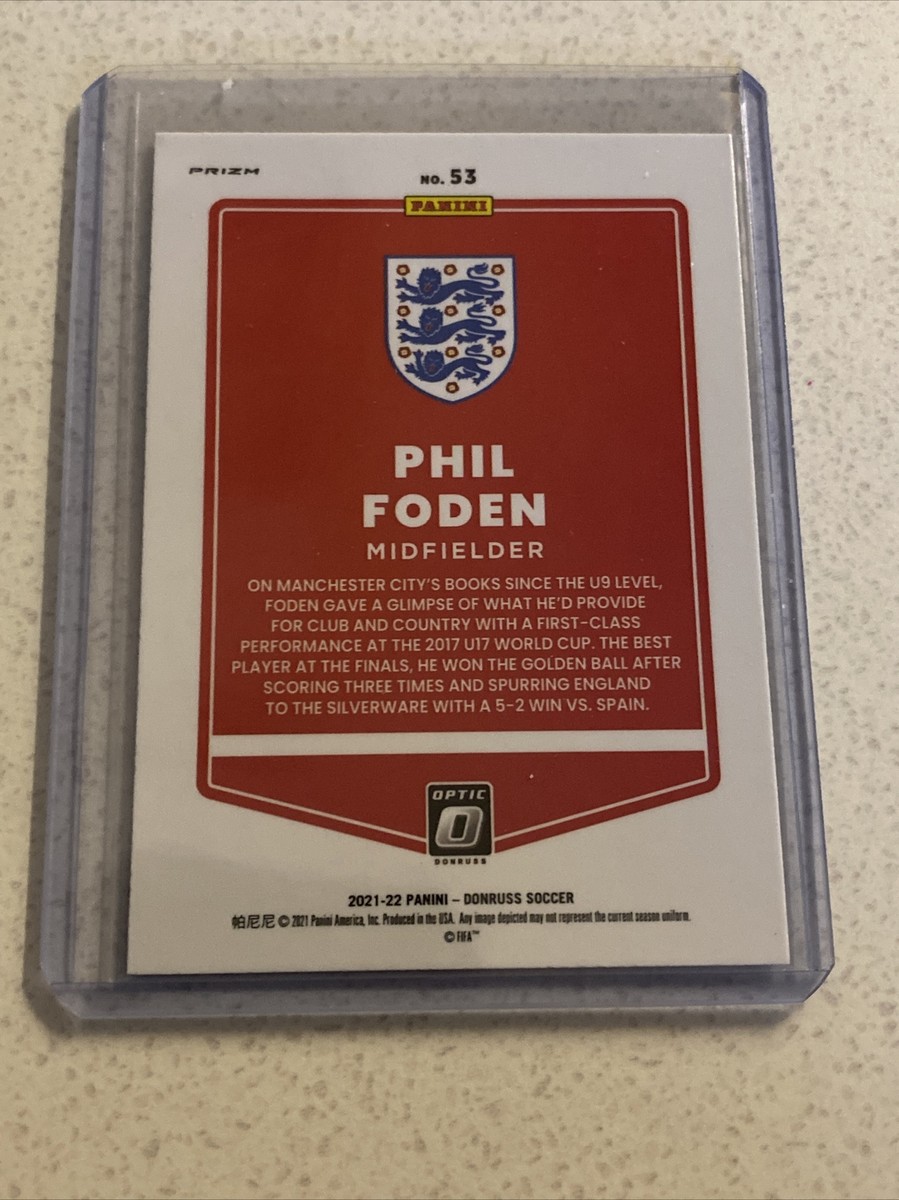 PRIZM
NO. 53
PANINI
PHIL
FODEN
MIDFIELDER
ON MANCHESTER CITY'S BOOKS SINCE THE U9 LEVEL,
FODEN GAVE A GLIMPSE OF WHAT HE'D PROVIDE
FOR CLUB AND COUNTRY WITH A FIRST-CLASS
PERFORMANCE AT THE 2017 U17 WORLD CUP. THE BEST
PLAYER AT THE FINALS, HE WON THE GOLDEN BALL AFTER
SCORING THREE TIMES AND SPURRING ENGLAND
TO THE SILVERWARE WITH A 5-2 WIN VS. SPAIN.
OPTIC
O
DONRUSS
2021-22 PANINI – DONRUSS SOCCER
帕尼尼 © 2021 Panini America, Inc. Produced in the USA. Any image depicted may not represent the current season uniform.
© FIFA™